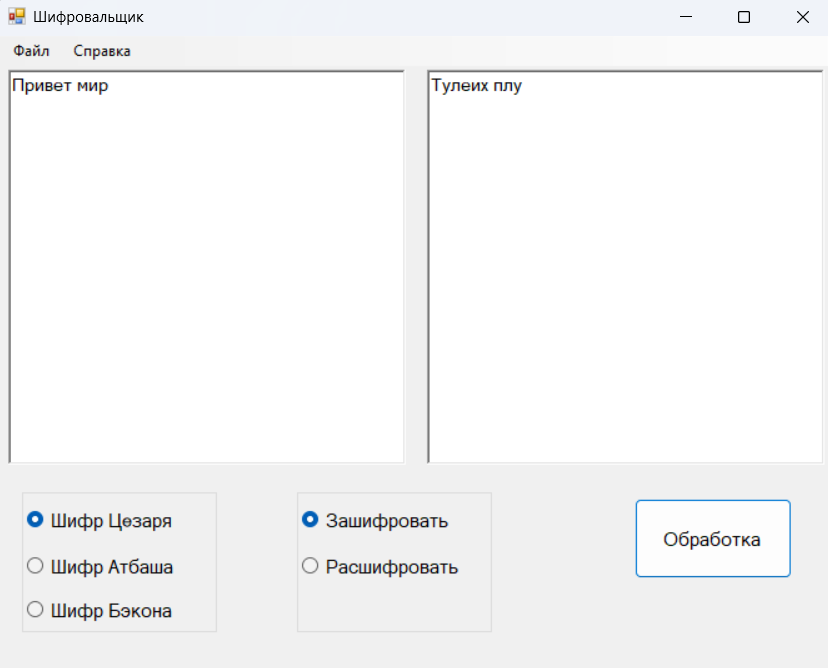 Шифровальщик
Файл Справка
Привет мир
Тулеих плу
Шифр Цезаря
Шифр Атбаша
Шифр Бэкона
Зашифровать
Расшифровать
Обработка